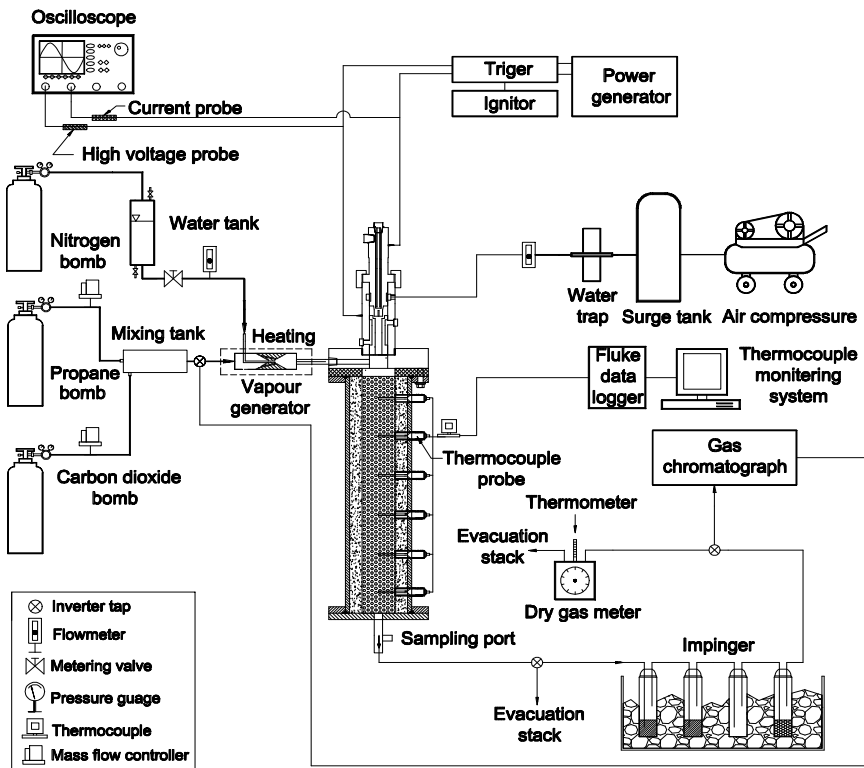 Oscilloscope
Current probe
High voltage probe
Triger
Ignitor
Power
generator
Nitrogen
bomb
Water tank
Propane
bomb
Mixing tank
Heating
Vapour
generator
Carbon dioxide
bomb
Water
trap
Surge tank
Air compressure
Fluke
data
logger
Thermocouple
monitering
system
Thermocouple
probe
Gas
chromatograph
Thermometer
Evacuation
stack
Dry gas meter
Sampling port
Impinger
Evacuation
stack
Inverter tap
Flowmeter
Metering valve
Pressure guage
Thermocouple
Mass flow controller